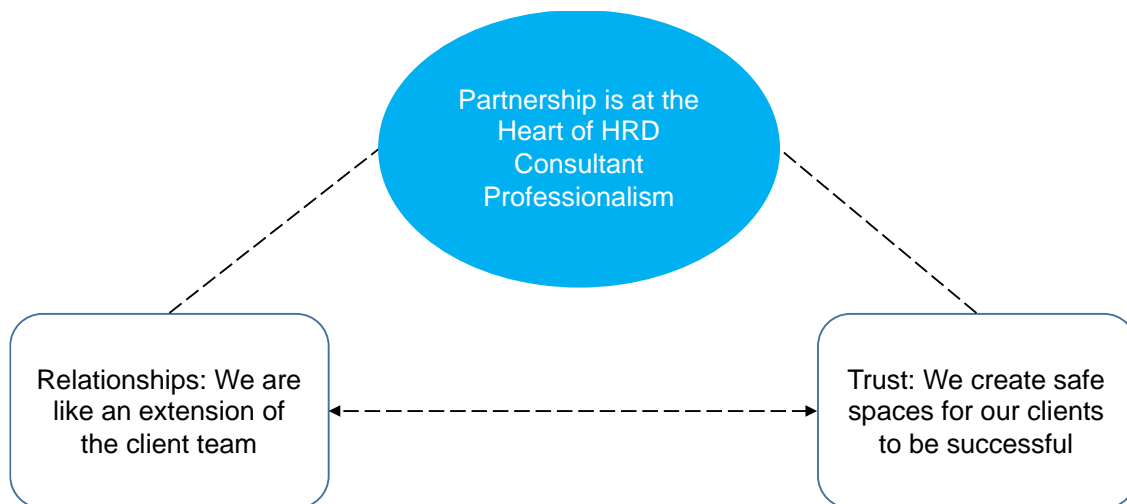 Partnership is at the
Heart of HRD
Consultant
Professionalism
Relationships: We are
like an extension of
the client team
Trust: We create safe
spaces for our clients
to be successful